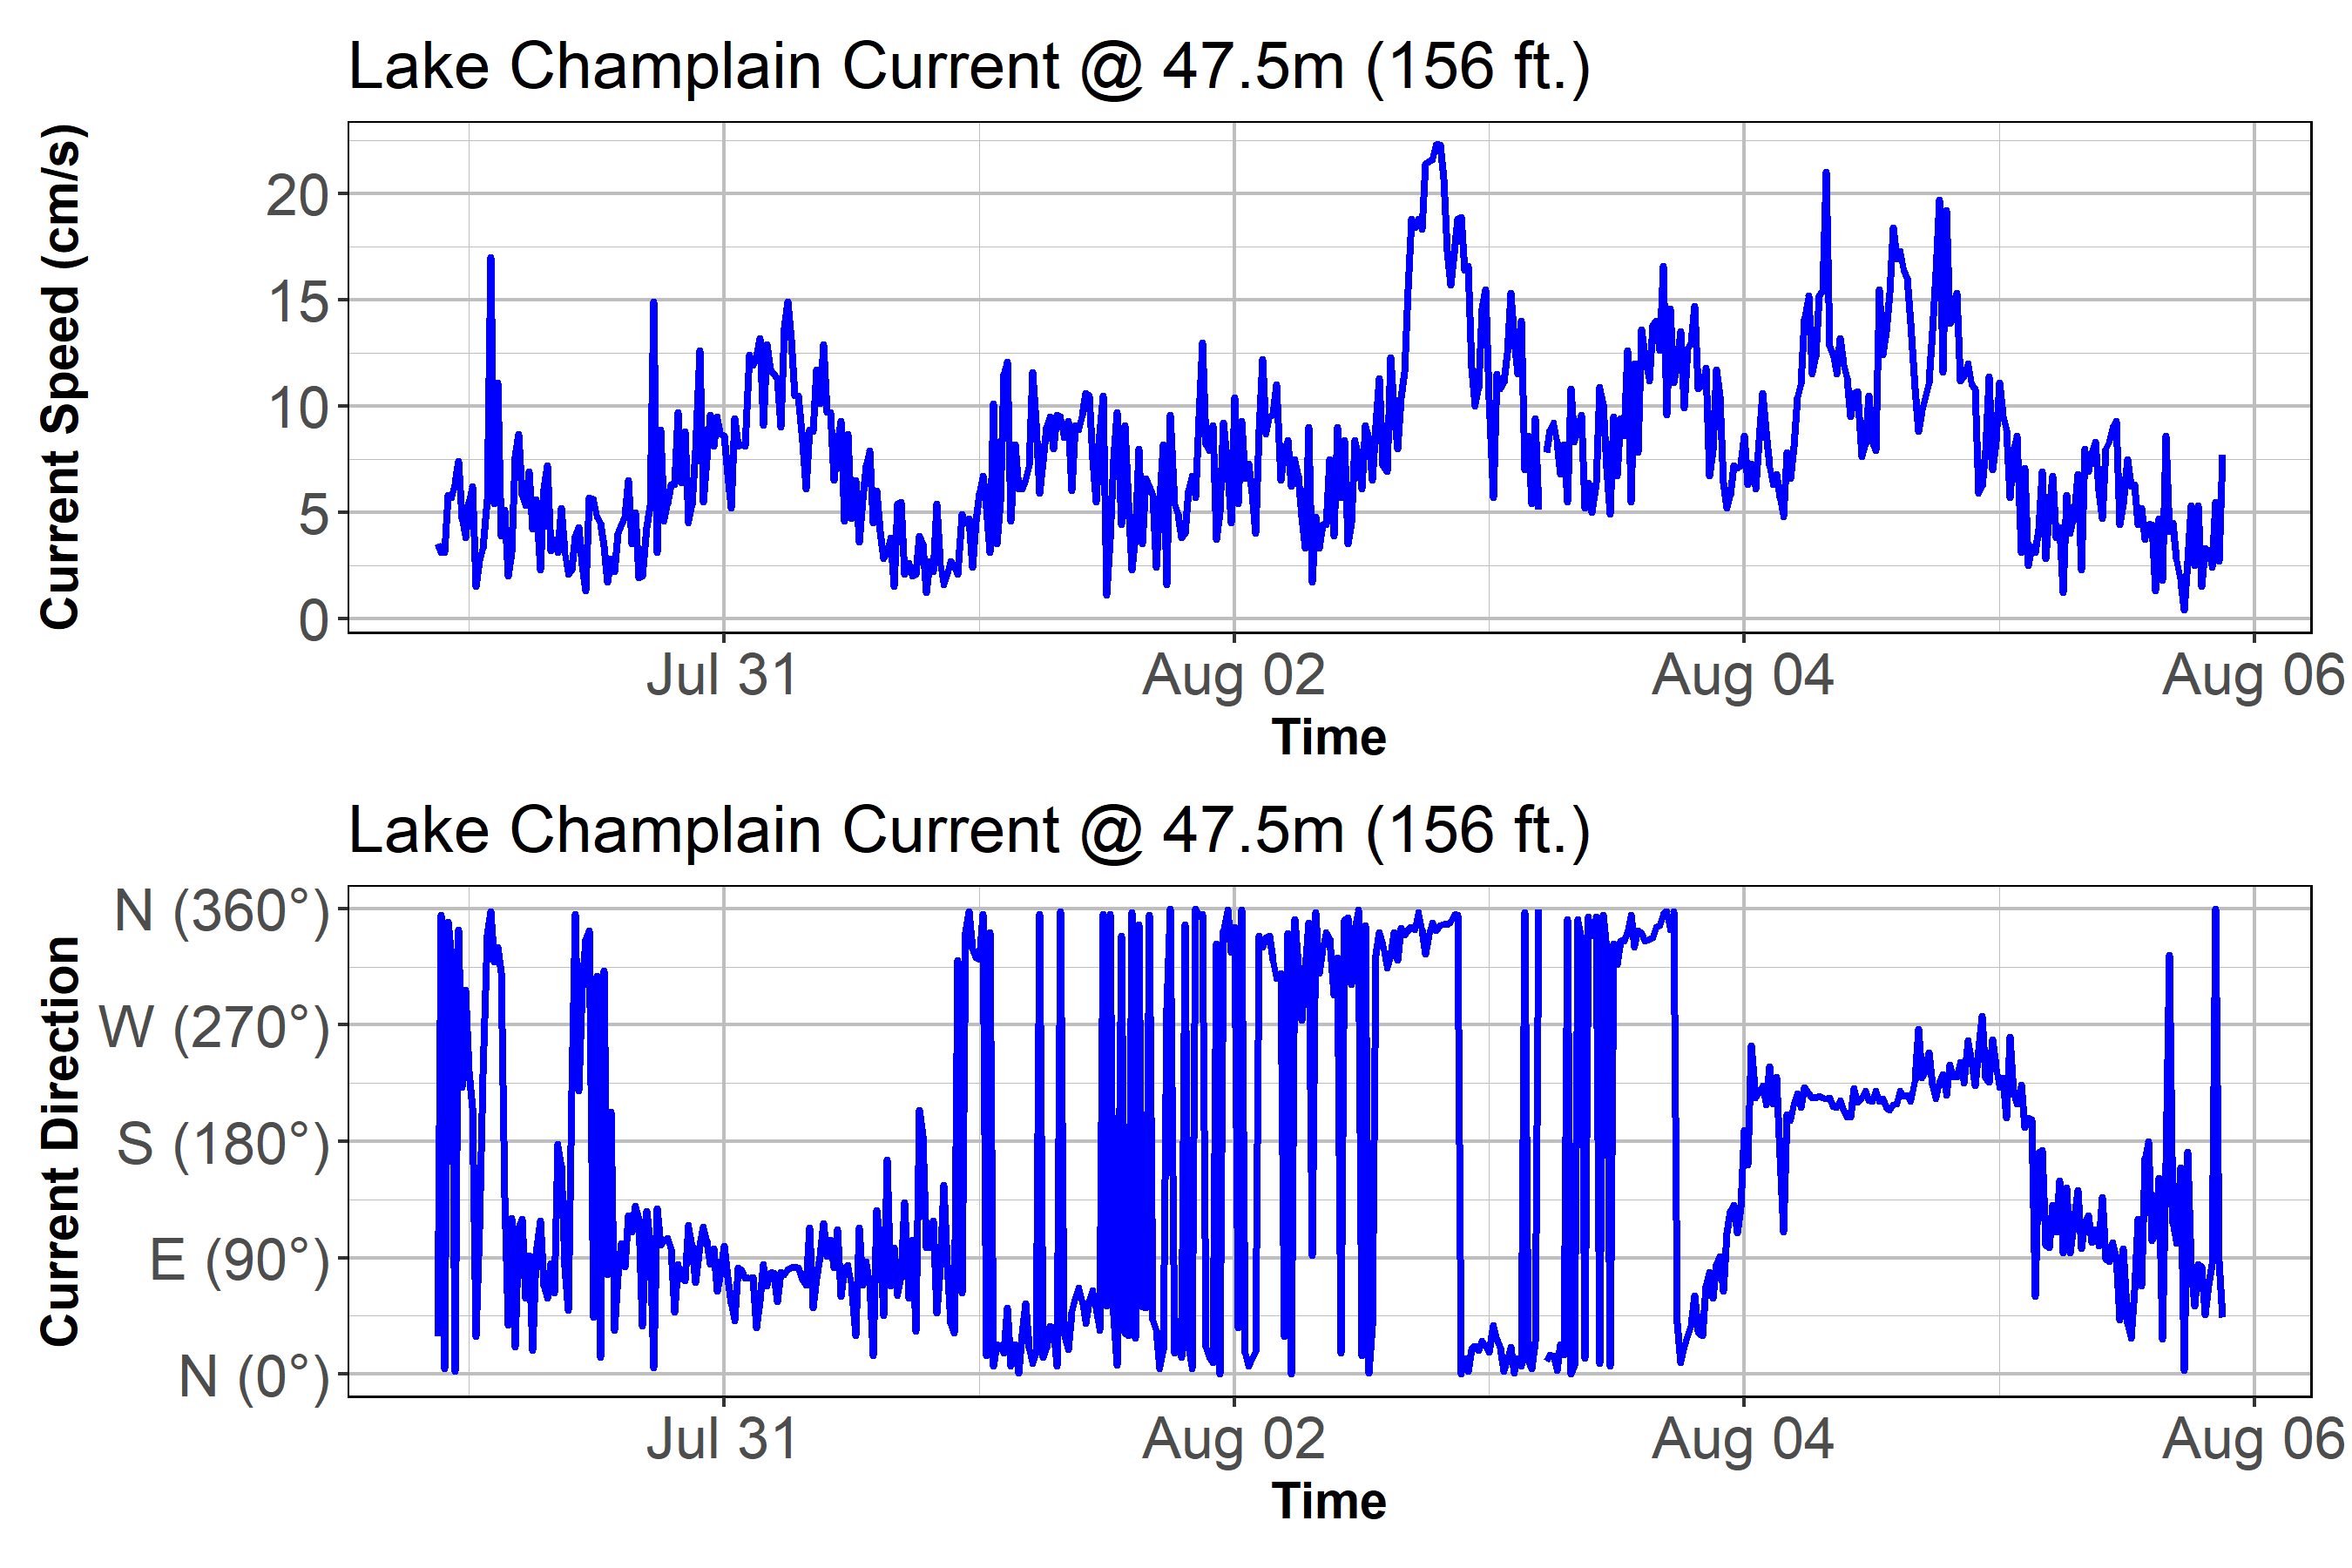 Lake Champlain Current @ 47.5m (156 ft.)
Current Speed (cm/s)
20
15
10
5
0
Jul 31 Aug 02 Aug 04 Aug 06
Time
Lake Champlain Current @ 47.5m (156 ft.)
Current Direction
N (360°)
W (270°)
S (180°)
E (90°)
N (0°)
Jul 31 Aug 02 Aug 04 Aug 06
Time